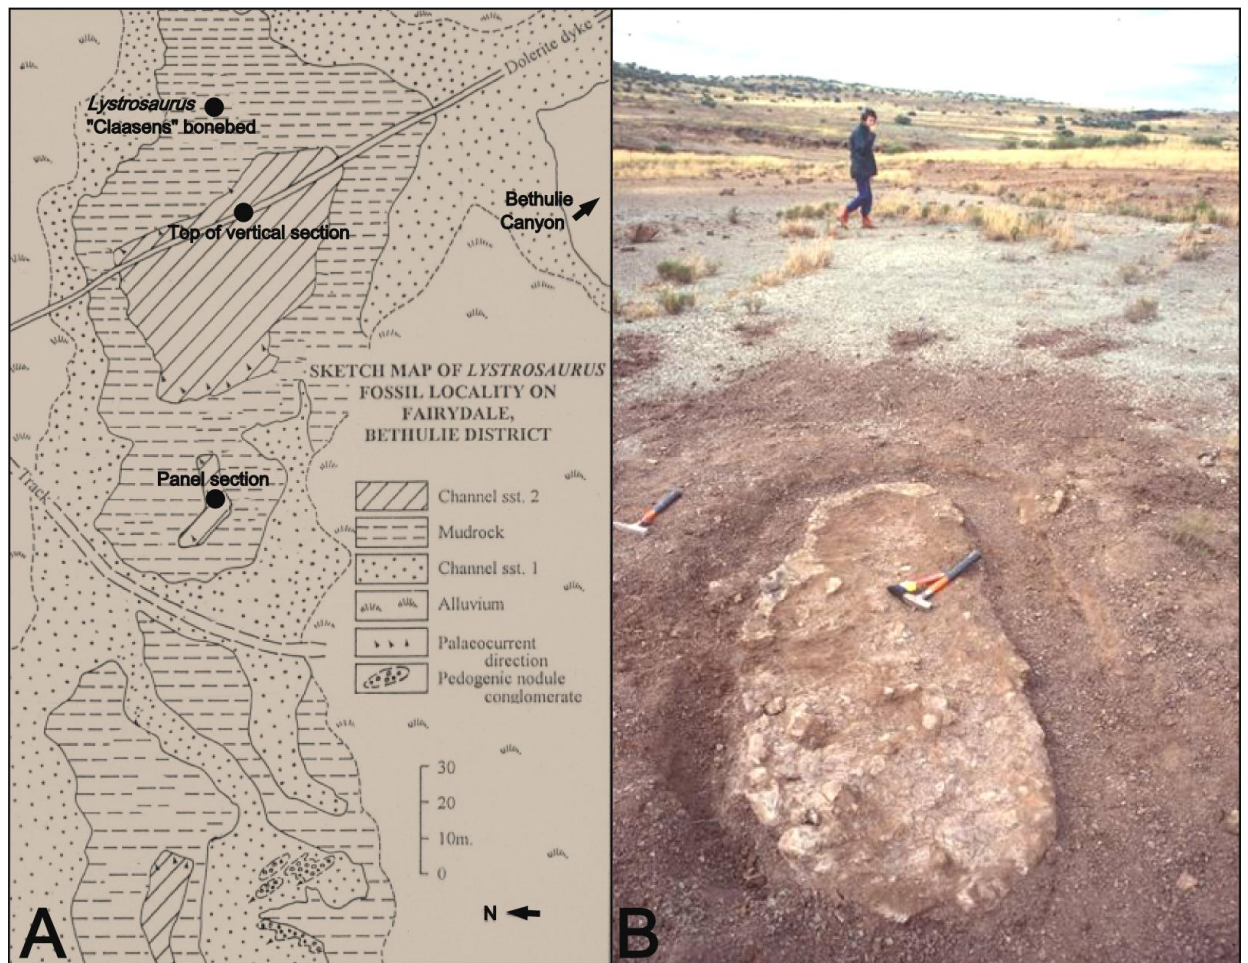 Dolerite dyke
Lystrosaurus
"Claasens" bonebed
Bethulie
Canyon
Top of vertical section
SKETCH MAP OF LYSTROSAURUS
FOSSIL LOCALITY ON
FAIRYDALE,
BETHULIE DISTRICT
Panel section
Track
Channel sst. 2
Mudrock
Channel sst. 1
Alluvium
Palaeocurrent
direction
Pedogenic nodule
conglomerate
30
20
10m.
0
N
A
B